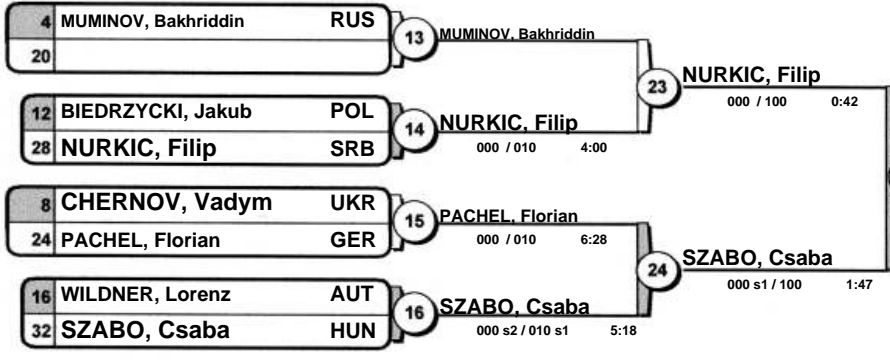 4 MUMINOV, Bakhriddin RUS
20
13
MUMINOV, Bakhriddin
12 BIEDRZYCKI, Jakub POL
28 NURKIC, Filip SRB
14
NURKIC, Filip
000 / 010 4:00
23
NURKIC, Filip
000 / 100 0:42
8 CHERNOV, Vadym UKR
24 PACHEL, Florian GER
15
PACHEL, Florian
000 / 010 6:28
16 WILDNER, Lorenz AUT
32 SZABO, Csaba HUN
16
SZABO, Csaba
000 s2 / 010 s1 5:18
24
SZABO, Csaba
000 s1 / 100 1:47